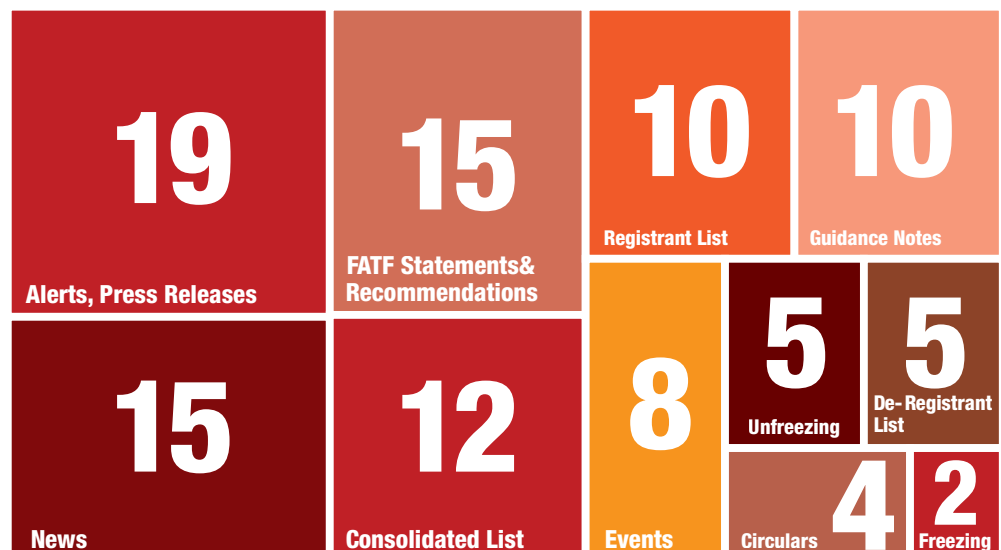 19
Alerts, Press Releases
15
FATF Statements&
Recommendations
10
Registrant List
10
Guidance Notes
15
News
12
Consolidated List
8
Events
5
Unfreezing
5
De-Registrant
List
4
Circulars
2
Freezing